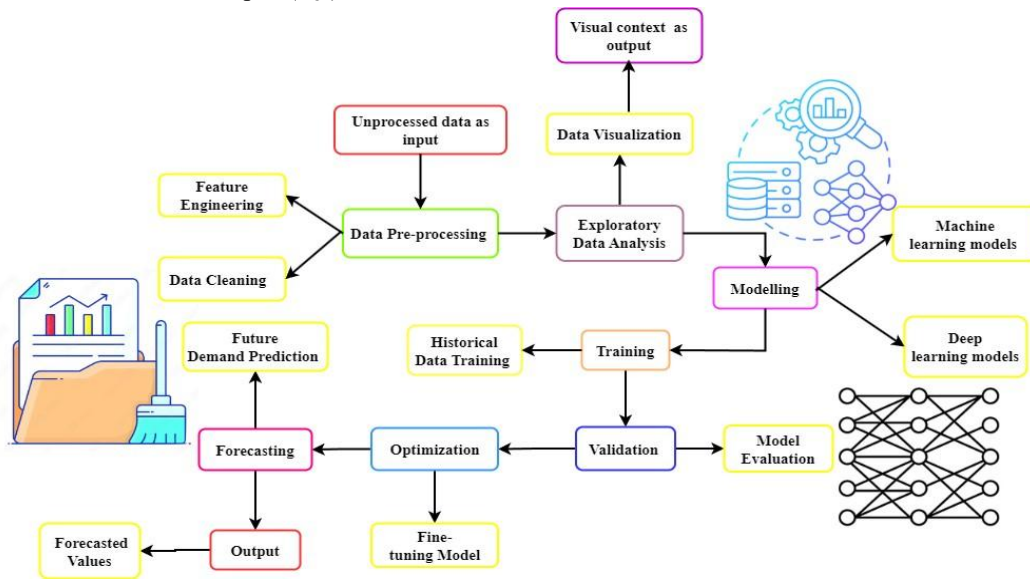 Visual context as
output
Unprocessed data as
input
Data Visualization
Feature
Engineering
Data Pre-processing
Exploratory
Data Analysis
Machine
learning models
Data Cleaning
Modelling
Future
Demand Prediction
Historical
Data Training
Training
Deep
learning models
Forecasting
Optimization
Validation
Model
Evaluation
Forecasted
Values
Output
Fine-
tuning Model